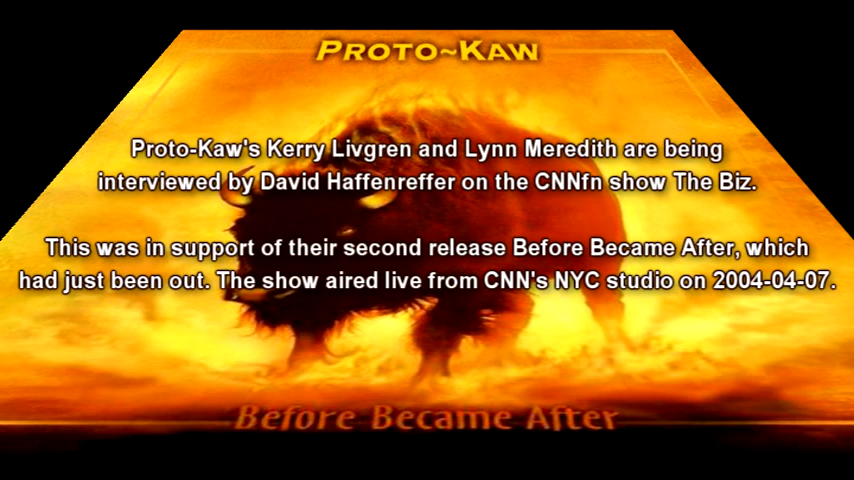 Proto~Kaw
Proto-Kaw's Kerry Livgren and Lynn Meredith are being
interviewed by David Haffenreffer on the CNNfn show The Biz.
This was in support of their second release Before Became After, which
had just been out. The show aired live from CNN's NYC studio on 2004-04-07.
Before Became After